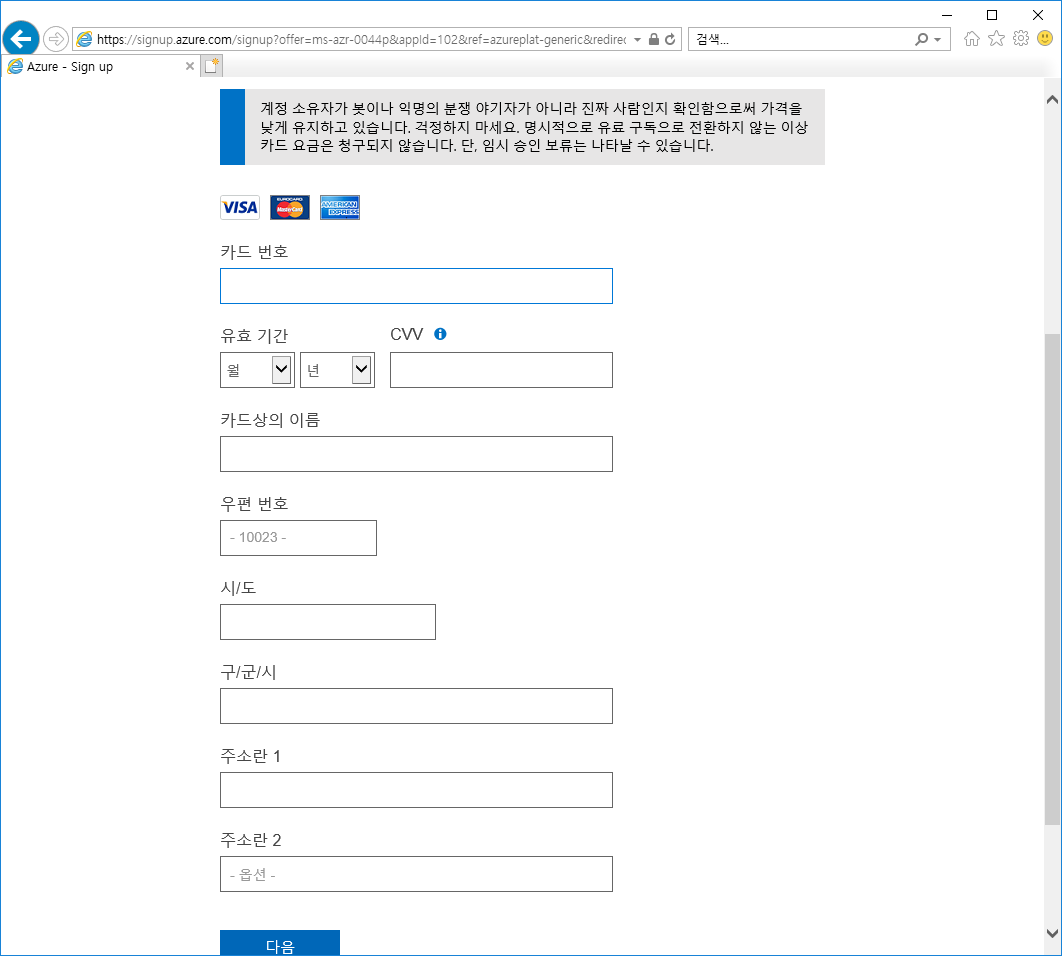 https://signup.azure.com/signup?offer=ms-azr-0044p&appId=102&ref=azureplat-generic&redirec
검색...
Azure - Sign up
계정 소유자가 봇이나 익명의 분쟁 야기자가 아니라 진짜 사람인지 확인함으로써 가격을
낮게 유지하고 있습니다. 걱정하지 마세요. 명시적으로 유료 구독으로 전환하지 않는 이상
카드 요금은 청구되지 않습니다. 단, 임시 승인 보류는 나타날 수 있습니다.
VISA
EUROCARD
MasterCard
AMERICAN
EXPRESS
카드 번호
유효 기간
CVV
월
년
카드상의 이름
우편 번호
- 10023 -
시/도
구/군/시
주소란 1
주소란 2
- 옵션 -
다음